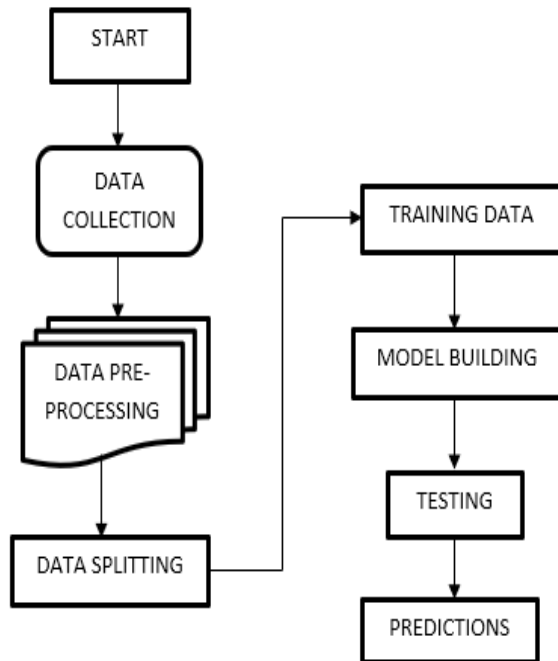 START
DATA
COLLECTION
DATA PRE-
PROCESSING
DATA SPLITTING
TRAINING DATA
MODEL BUILDING
TESTING
PREDICTIONS